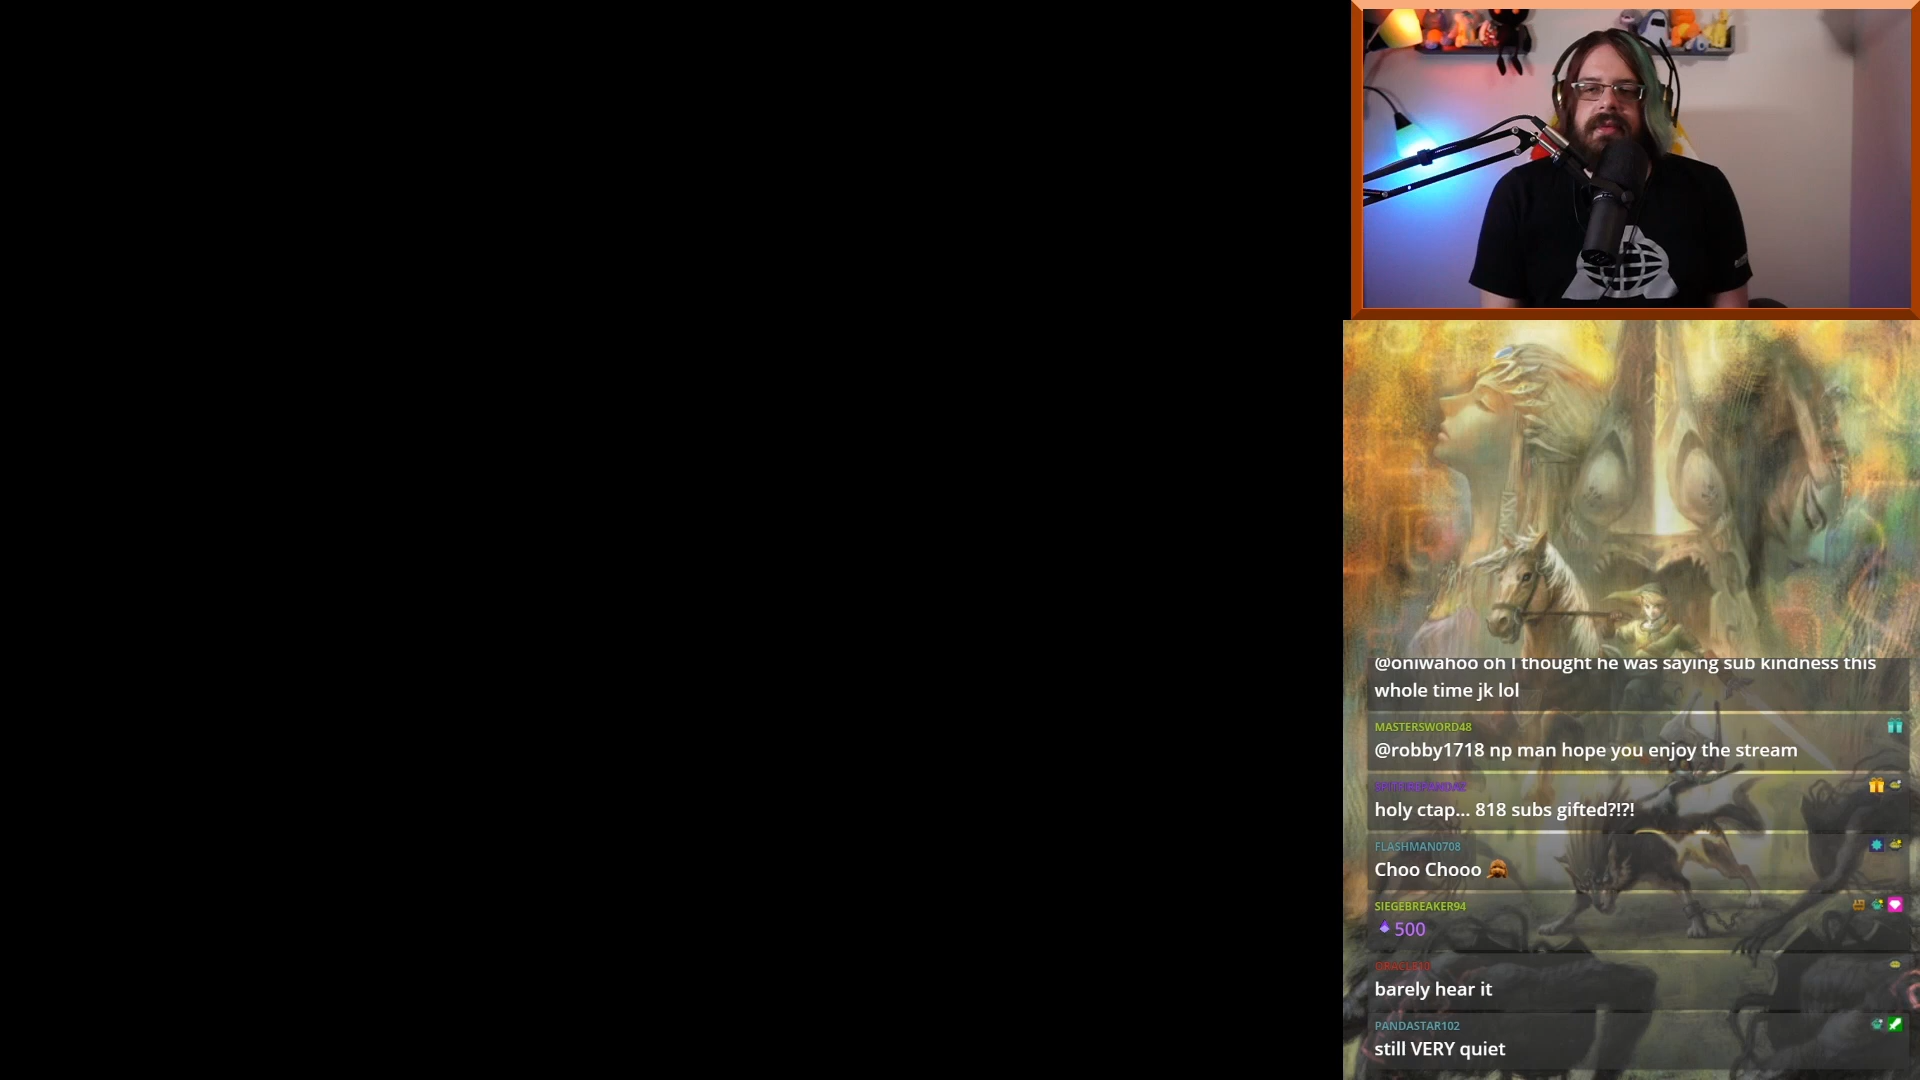 @oniwahoo oh I thought he was saying sub kindness this
whole time jk lol
MASTERSWORD48
@robby1718 np man hope you enjoy the stream
holy ctap... 818 subs gifted?!?!
FLASHMAN0708
Choo Chooo
SIEGEBREAKER94
500
barely hear it
PANDASTAR102
still VERY quiet